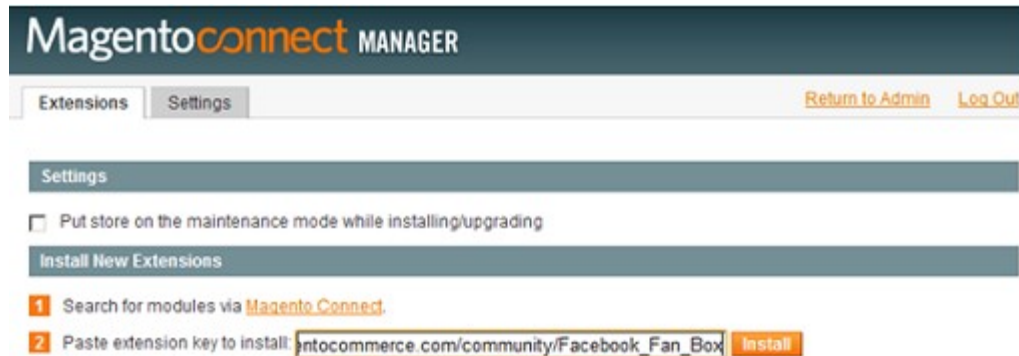 Magentoconnect MANAGER
Extensions Settings Return to Admin Log Out
Settings
Put store on the maintenance mode while installing/upgrading
Install New Extensions
1 Search for modules via Magento Connect.
2 Paste extension key to install: entocommerce.com/community/Facebook_Fan_Box Install